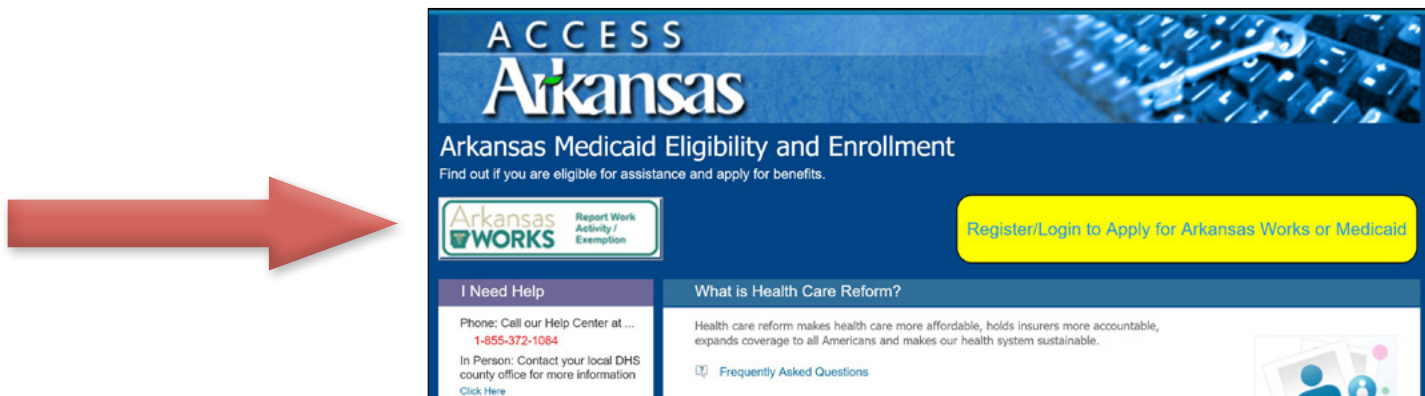 ACCESS
Arkansas
Arkansas Medicaid Eligibility and Enrollment
Find out if you are eligible for assistance and apply for benefits.
Arkansas
WORKS
Report Work
Activity /
Exemption
Register/Login to Apply for Arkansas Works or Medicaid
I Need Help
Phone: Call our Help Center at ...
1-855-372-1084
In Person: Contact your local DHS
county office for more information
Click Here
What is Health Care Reform?
Health care reform makes health care more affordable, holds insurers more accountable,
expands coverage to all Americans and makes our health system sustainable.
Frequently Asked Questions